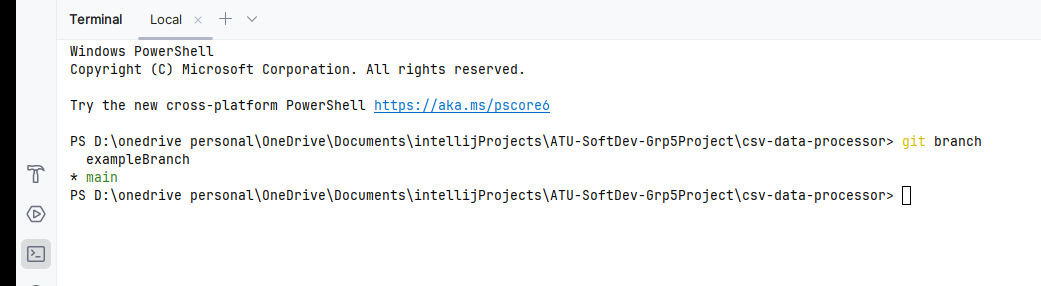 Terminal Local
Windows PowerShell
Copyright (C) Microsoft Corporation. All rights reserved.
Try the new cross-platform PowerShell https://aka.ms/pscore6
PS D:\onedrive personal\OneDrive\Documents\intellijProjects\ATU-SoftDev-Grp5Project\csv-data-processor> git branch
  exampleBranch
* main
PS D:\onedrive personal\OneDrive\Documents\intellijProjects\ATU-SoftDev-Grp5Project\csv-data-processor>